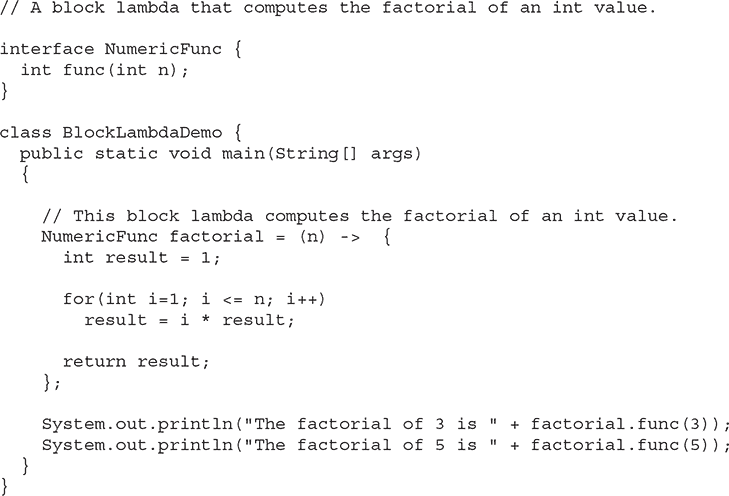 // A block lambda that computes the factorial of an int value.

interface NumericFunc {
  int func(int n);
}

class BlockLambdaDemo {
  public static void main(String[] args)
  {

    // This block lambda computes the factorial of an int value.
    NumericFunc factorial = (n) ->  {
      int result = 1;

      for(int i=1; i <= n; i++)
        result = i * result;

      return result;
    };

    System.out.println("The factorial of 3 is " + factorial.func(3));
    System.out.println("The factorial of 5 is " + factorial.func(5));
  }
}